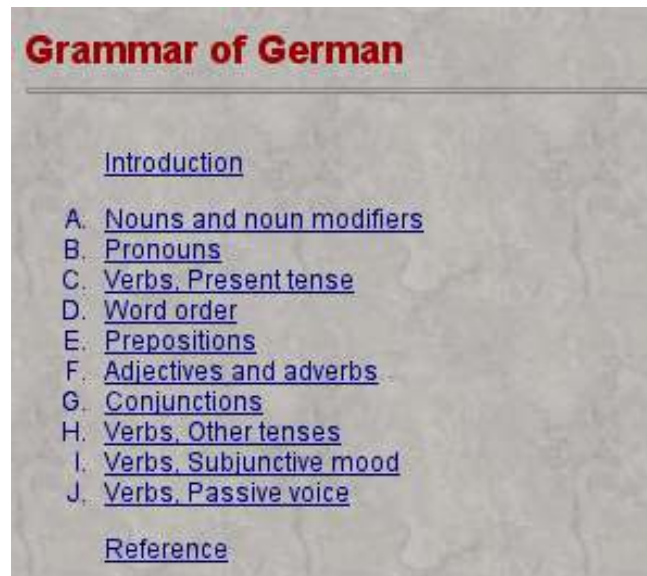 Grammar of German
Introduction
A. Nouns and noun modifiers
B. Pronouns
C. Verbs, Present tense
D. Word order
E. Prepositions
F. Adjectives and adverbs
G. Conjunctions
H. Verbs, Other tenses
I. Verbs, Subjunctive mood
J. Verbs, Passive voice
Reference